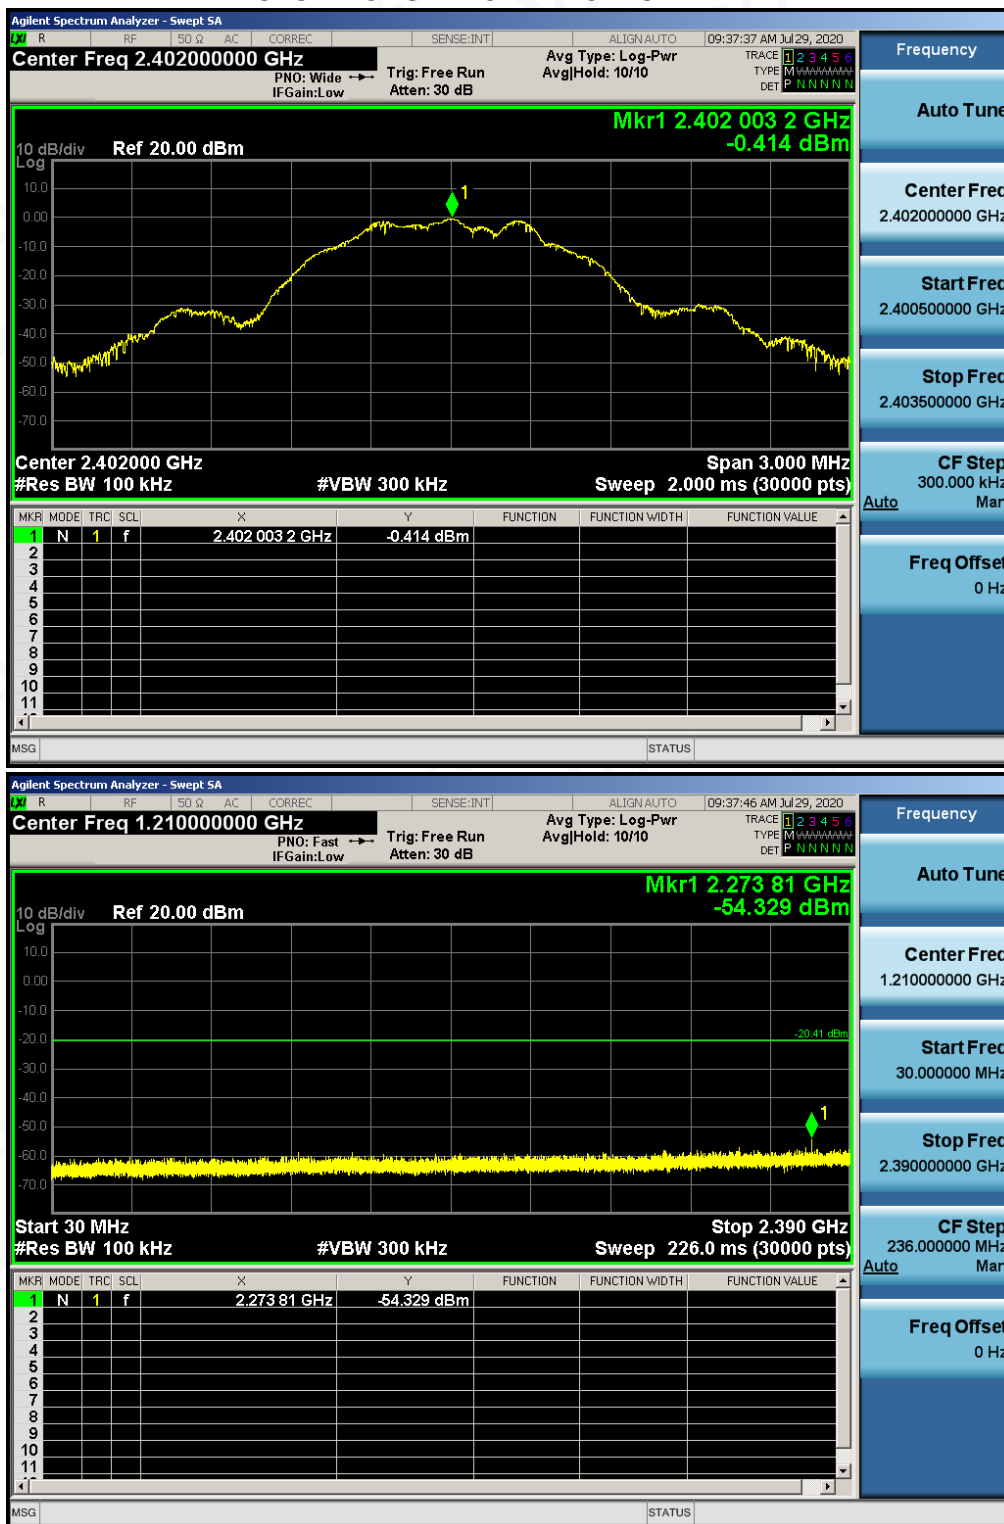 Agilent Spectrum Analyzer - Swept SA
LXI R RF 50 Ω AC CORREC SENSE:INT ALIGN AUTO 09:37:37 AM Jul 29, 2020
Center Freq 2.402000000 GHz
PNO: Wide
IFGain:Low
Trig: Free Run
Atten: 30 dB
Avg Type: Log-Pwr
Avg|Hold: 10/10
TRACE 1 2 3 4 5 6
TYPE M
DET P N N N N N
Mkr1 2.402 003 2 GHz
-0.414 dBm
10 dB/div
Log
Ref 20.00 dBm
10.0
0.00
-10.0
-20.0
-30.0
-40.0
-50.0
-60.0
-70.0
1
Center 2.402000 GHz Span 3.000 MHz
#Res BW 100 kHz #VBW 300 kHz Sweep 2.000 ms (30000 pts)
MKR MODE TRC SCL X Y FUNCTION FUNCTION WIDTH FUNCTION VALUE
1 N 1 f 2.402 003 2 GHz -0.414 dBm
2
3
4
5
6
7
8
9
10
11
MSG STATUS
Frequency
Auto Tune
Center Freq
2.402000000 GHz
Start Freq
2.400500000 GHz
Stop Freq
2.403500000 GHz
CF Step
300.000 kHz
Auto Man
Freq Offset
0 Hz
Agilent Spectrum Analyzer - Swept SA
LXI R RF 50 Ω AC CORREC SENSE:INT ALIGN AUTO 09:37:46 AM Jul 29, 2020
Center Freq 1.210000000 GHz
PNO: Fast
IFGain:Low
Trig: Free Run
Atten: 30 dB
Avg Type: Log-Pwr
Avg|Hold: 10/10
TRACE 1 2 3 4 5 6
TYPE M
DET P N N N N N
Mkr1 2.273 81 GHz
-54.329 dBm
10 dB/div
Log
Ref 20.00 dBm
10.0
0.00
-10.0
-20.0
-30.0
-40.0
-50.0
-60.0
-70.0
-20.41 dBm
1
Start 30 MHz Stop 2.390 GHz
#Res BW 100 kHz #VBW 300 kHz Sweep 226.0 ms (30000 pts)
MKR MODE TRC SCL X Y FUNCTION FUNCTION WIDTH FUNCTION VALUE
1 N 1 f 2.273 81 GHz -54.329 dBm
2
3
4
5
6
7
8
9
10
11
MSG STATUS
Frequency
Auto Tune
Center Freq
1.210000000 GHz
Start Freq
30.000000 MHz
Stop Freq
2.390000000 GHz
CF Step
236.000000 MHz
Auto Man
Freq Offset
0 Hz